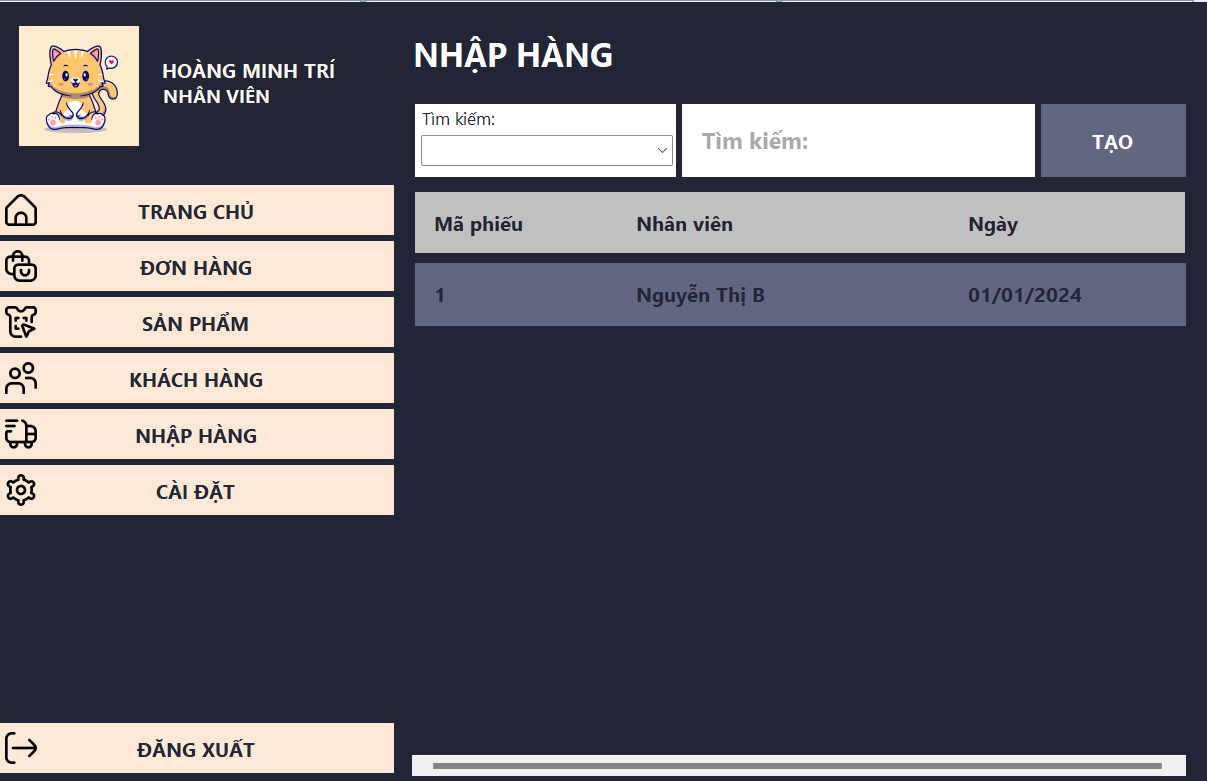 HOÀNG MINH TRÍ
NHÂN VIÊN
TRANG CHỦ
ĐƠN HÀNG
SẢN PHẨM
KHÁCH HÀNG
NHẬP HÀNG
CÀI ĐẶT
ĐĂNG XUẤT
NHẬP HÀNG
Tìm kiếm:
Tìm kiếm:
TẠO
Mã phiếu Nhân viên Ngày
1 Nguyễn Thị B 01/01/2024